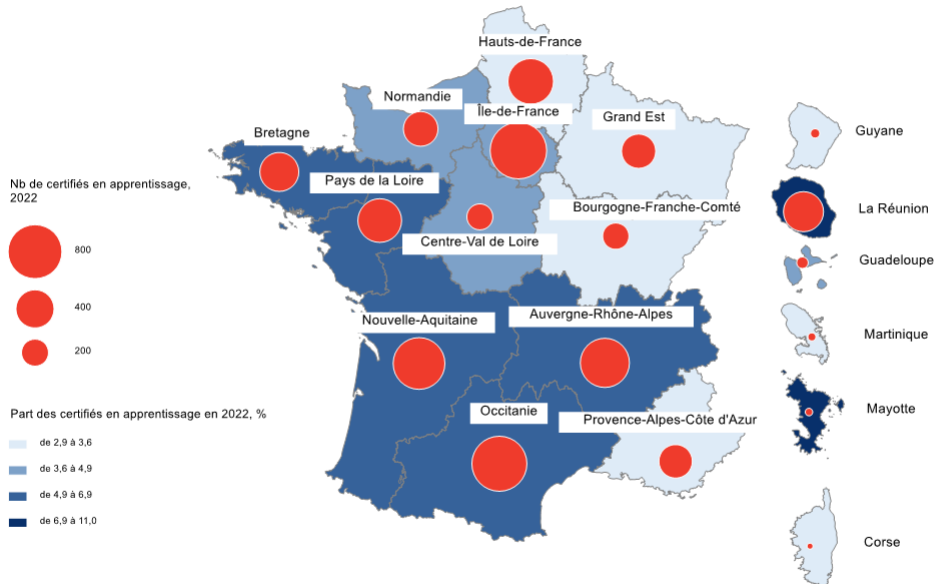 Hauts-de-France
Normandie
Île-de-France
Grand Est
Bretagne
Guyane
Pays de la Loire
Nb de certifiés en apprentissage,
2022
Bourgogne-Franche-Comté
La Réunion
Centre-Val de Loire
800
Guadeloupe
400
Nouvelle-Aquitaine
Auvergne-Rhône-Alpes
Martinique
200
Part des certifiés en apprentissage en 2022, %
Occitanie
Provence-Alpes-Côte d'Azur
Mayotte
de 2,9 à 3,6
de 3,6 à 4,9
de 4,9 à 6,9
de 6,9 à 11,0
Corse